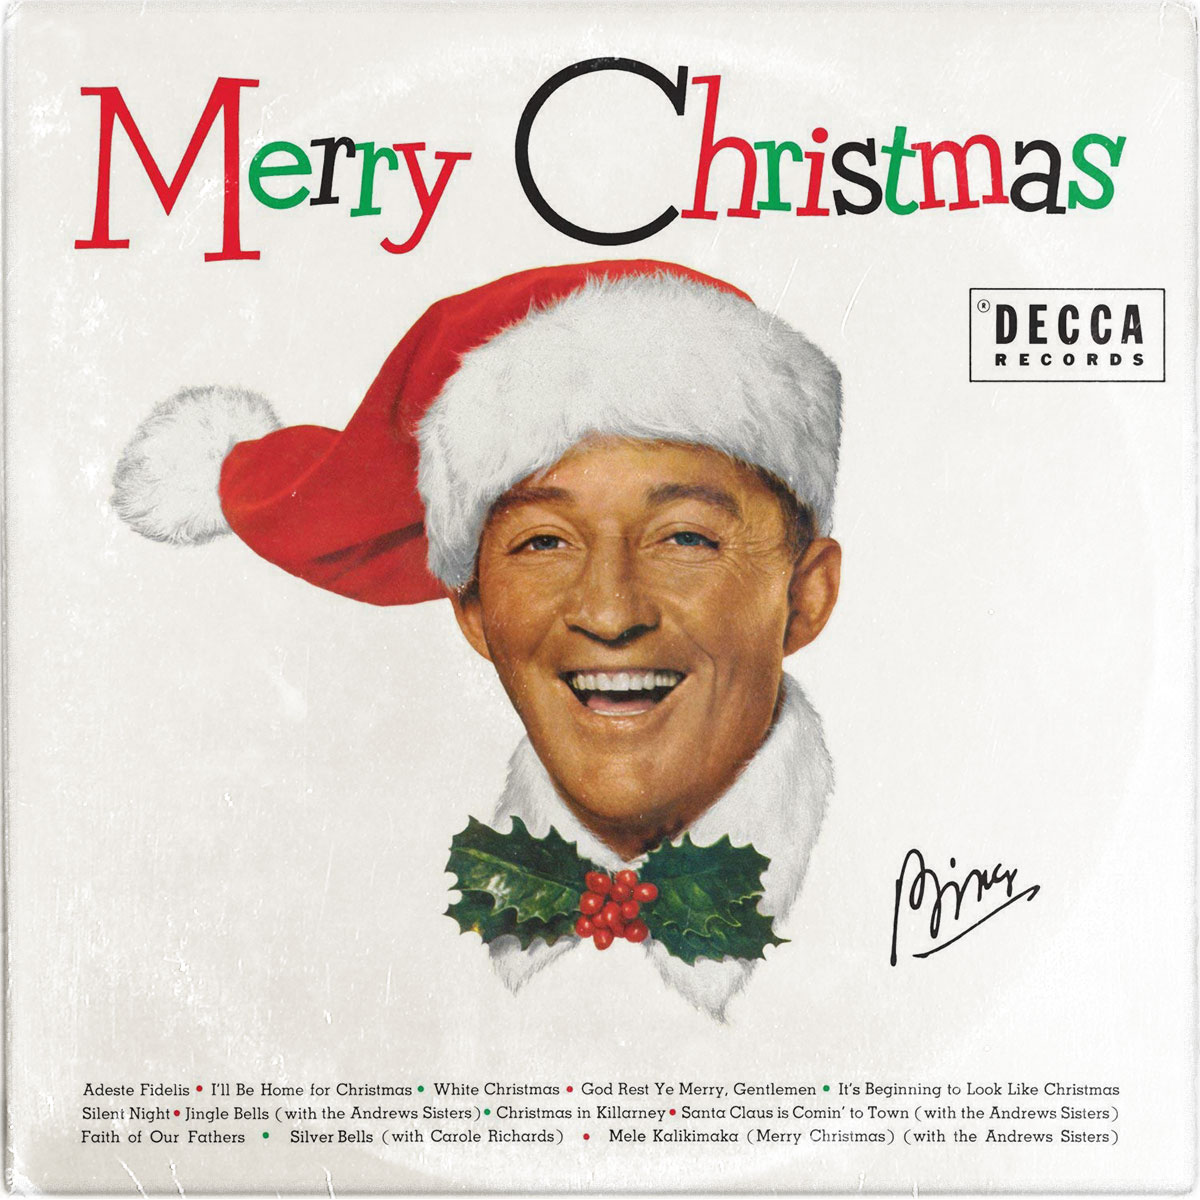 Merry Christmas
® DECCA
RECORDS
Bing
Adeste Fidelis • I'll Be Home for Christmas • White Christmas • God Rest Ye Merry, Gentlemen • It's Beginning to Look Like Christmas
Silent Night • Jingle Bells (with the Andrews Sisters) • Christmas in Killarney • Santa Claus is Comin' to Town (with the Andrews Sisters)
Faith of Our Fathers • Silver Bells (with Carole Richards) • Mele Kalikimaka (Merry Christmas) (with the Andrews Sisters)